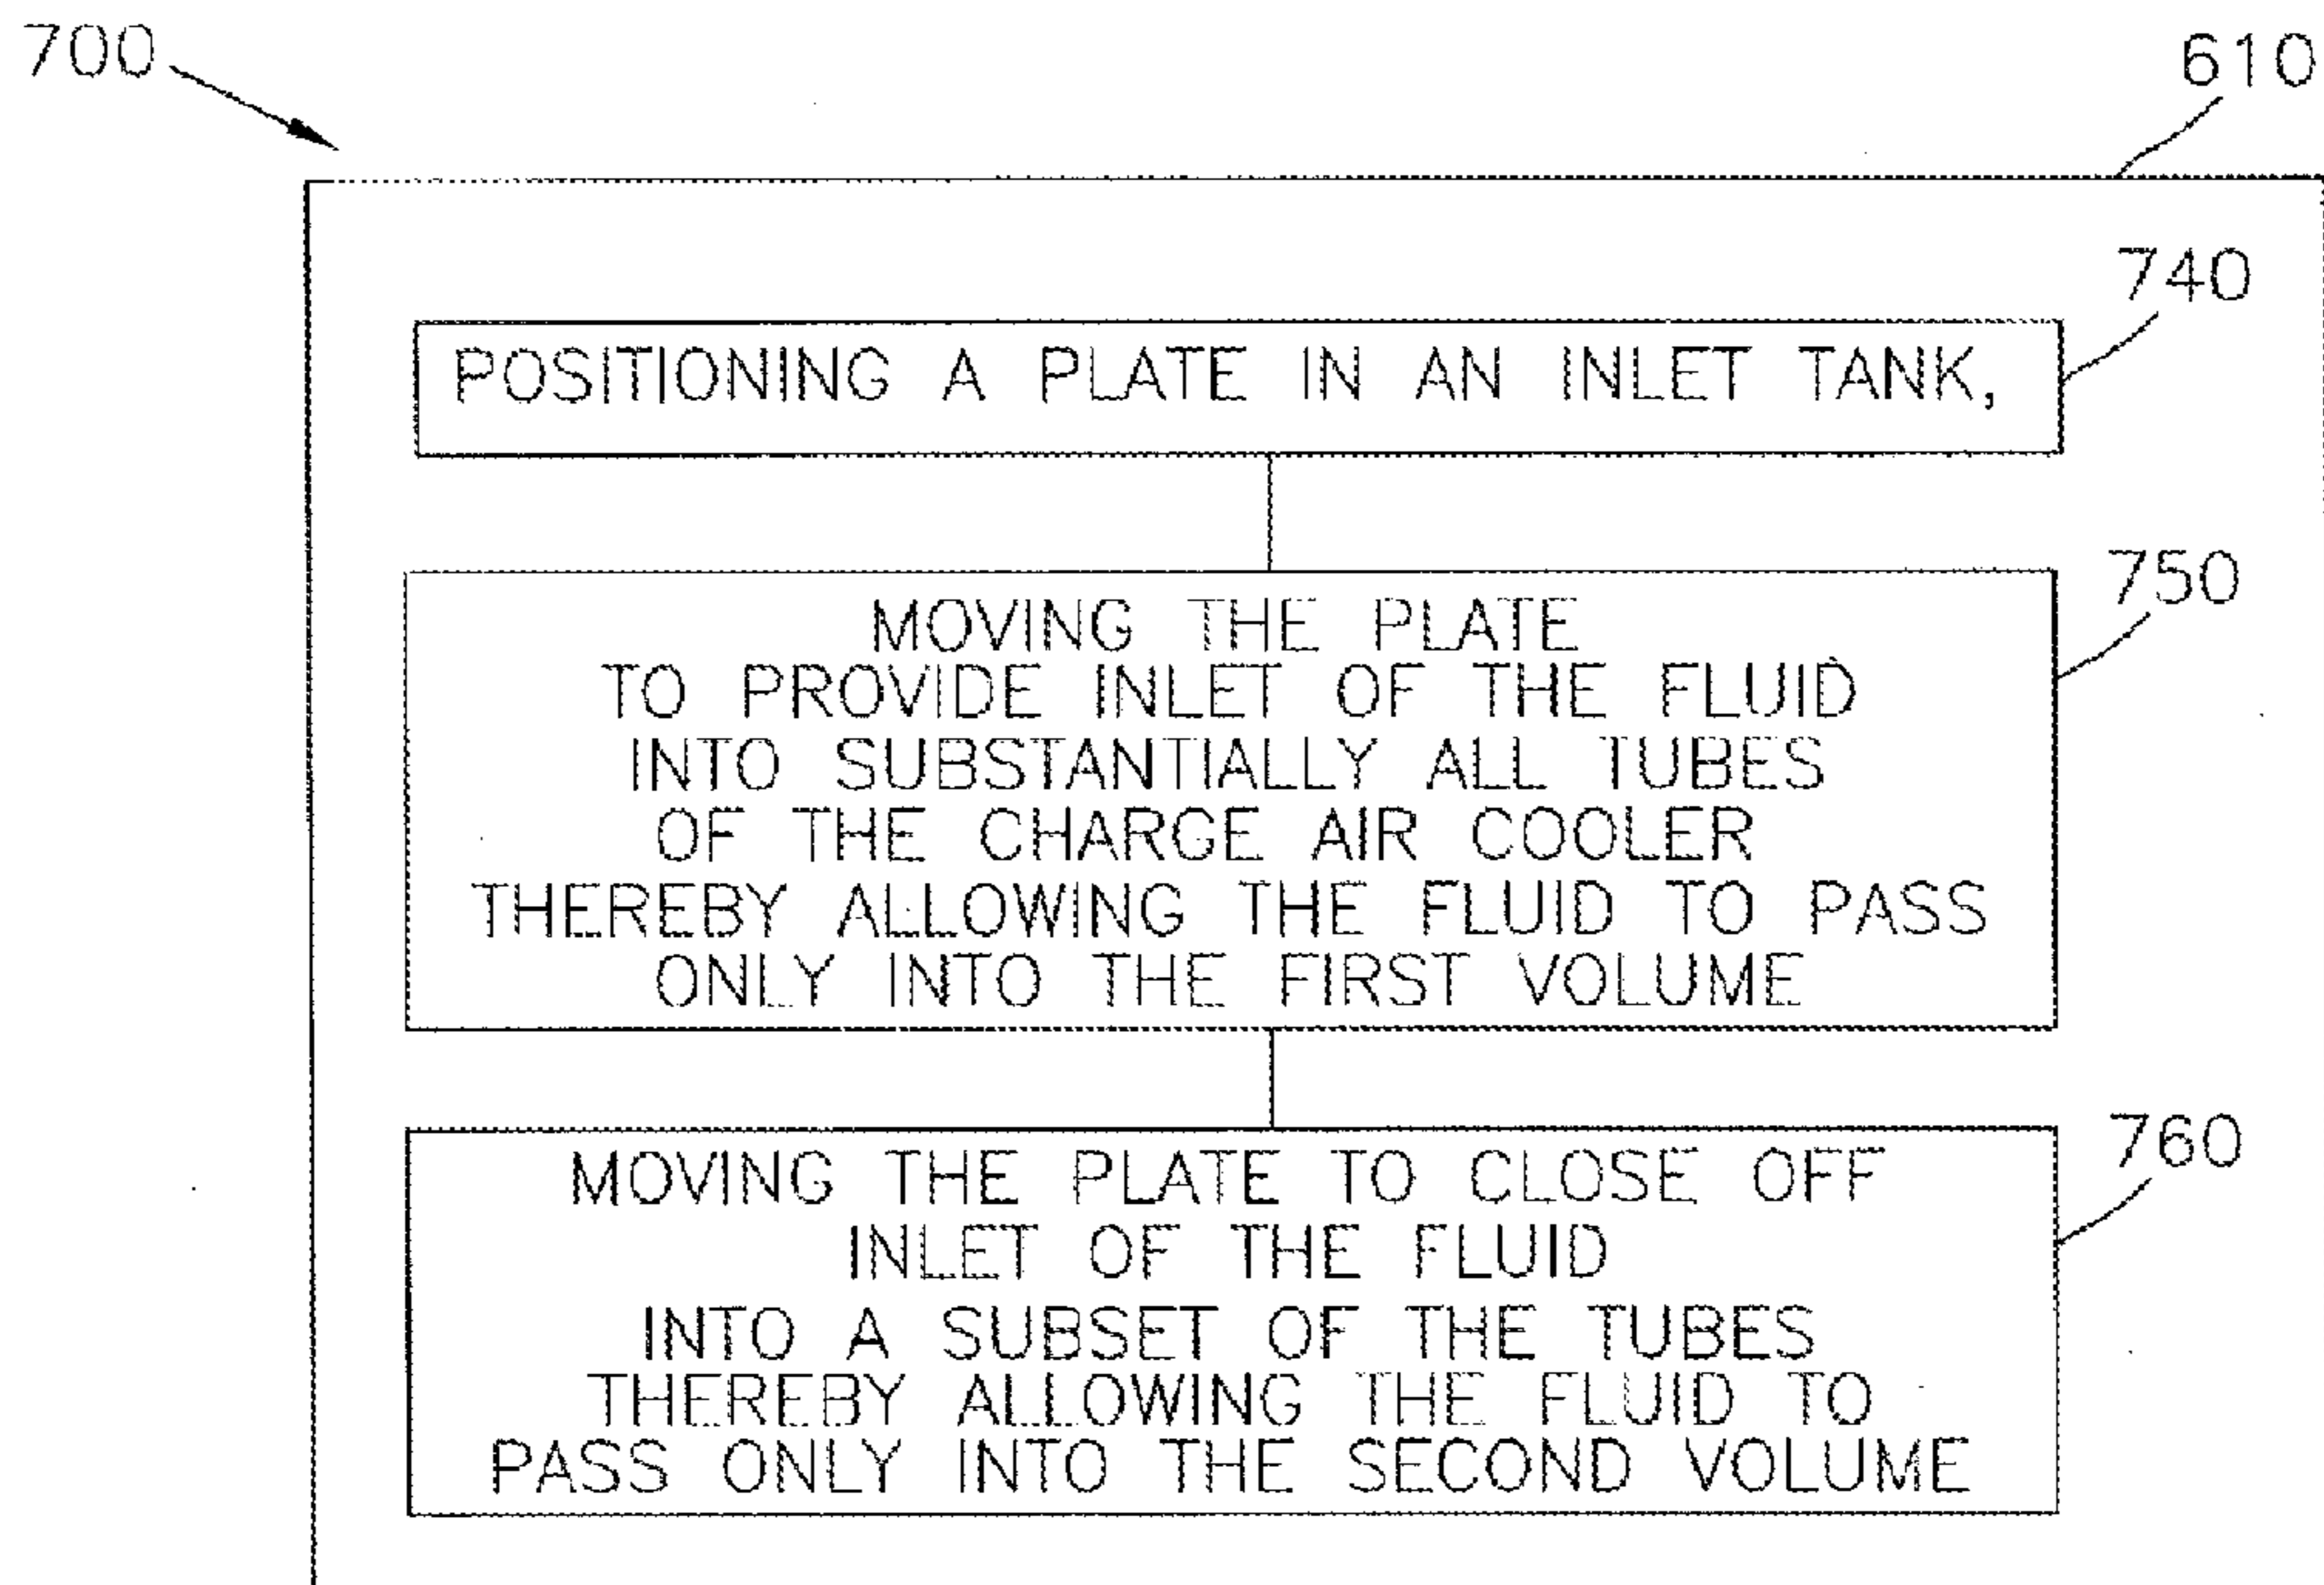 700
610
740
POSITIONING A PLATE IN AN INLET TANK,
750
MOVING THE PLATE
TO PROVIDE INLET OF THE FLUID
INTO SUBSTANTIALLY ALL TUBES
OF THE CHARGE AIR COOLER
THEREBY ALLOWING THE FLUID TO PASS
ONLY INTO THE FIRST VOLUME
760
MOVING THE PLATE TO CLOSE OFF
INLET OF THE FLUID
INTO A SUBSET OF THE TUBES
THEREBY ALLOWING THE FLUID TO
PASS ONLY INTO THE SECOND VOLUME